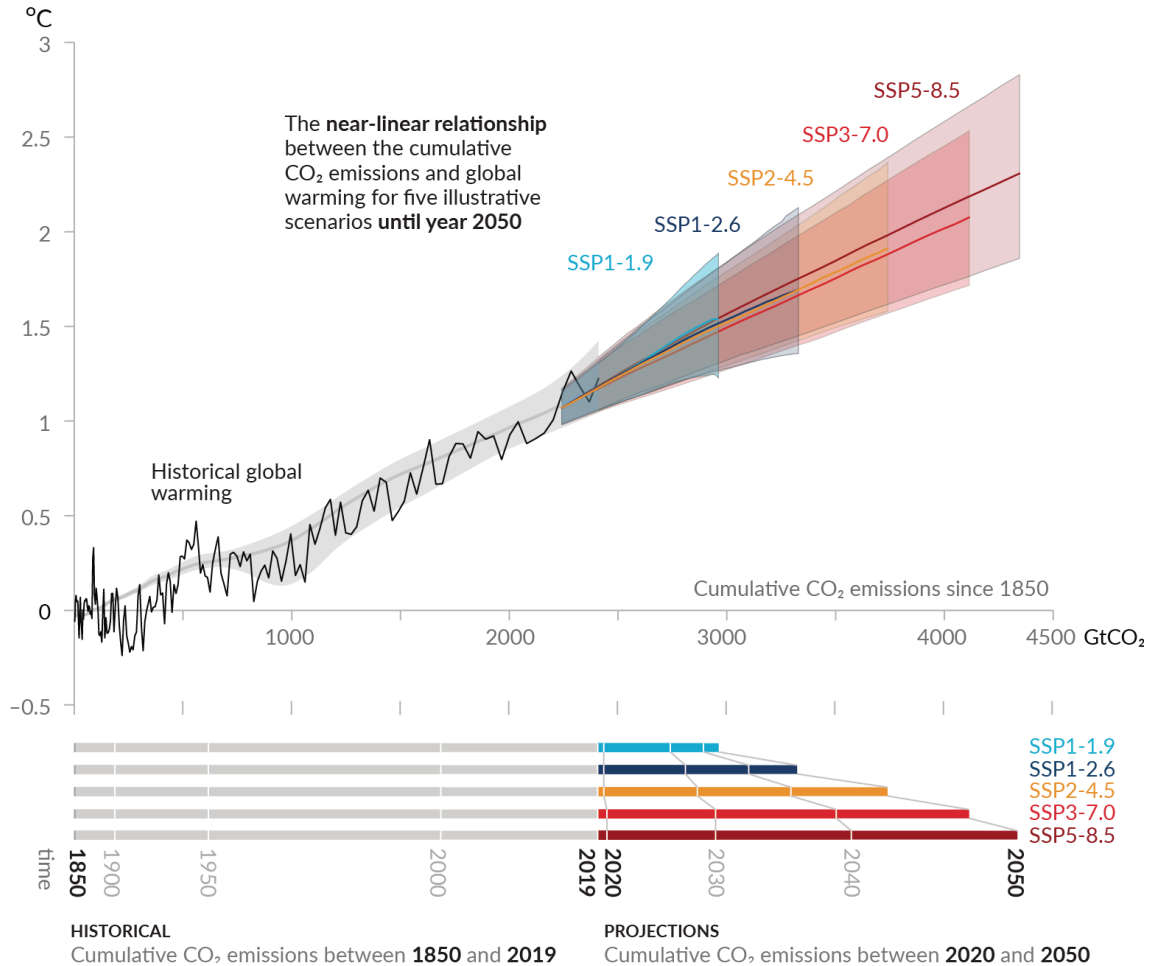 °C
3
SSP5-8.5
The near-linear relationship
between the cumulative
CO₂ emissions and global
warming for five illustrative
scenarios until year 2050
SSP3-7.0
2.5
SSP2-4.5
2
SSP1-2.6
SSP1-1.9
1.5
1
Historical global
warming
0.5
Cumulative CO₂ emissions since 1850
0
1000
2000
3000
4000
4500 GtCO₂
−0.5
SSP1-1.9
SSP1-2.6
SSP2-4.5
SSP3-7.0
SSP5-8.5
time
1850
1900
1950
2000
2019
2020
2030
2040
2050
HISTORICAL
Cumulative CO₂ emissions between 1850 and 2019
PROJECTIONS
Cumulative CO₂ emissions between 2020 and 2050